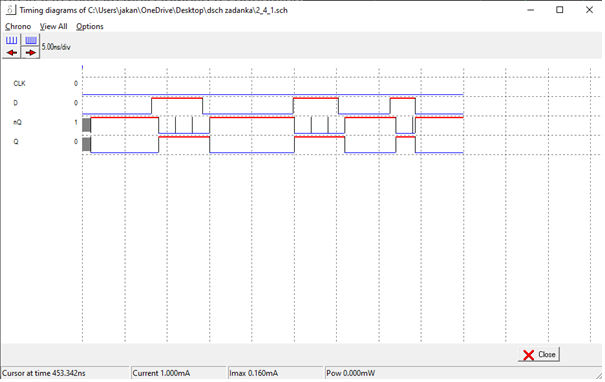 Timing diagrams of C:\Users\jakan\OneDrive\Desktop\dsch zadanka\2_4_1.sch
Chrono View All Options
5.00ns/div
CLK 0
D 0
nQ 1
Q 0
Close
Cursor at time 453.342ns Current 1.000mA Imax 0.160mA Pow 0.000mW